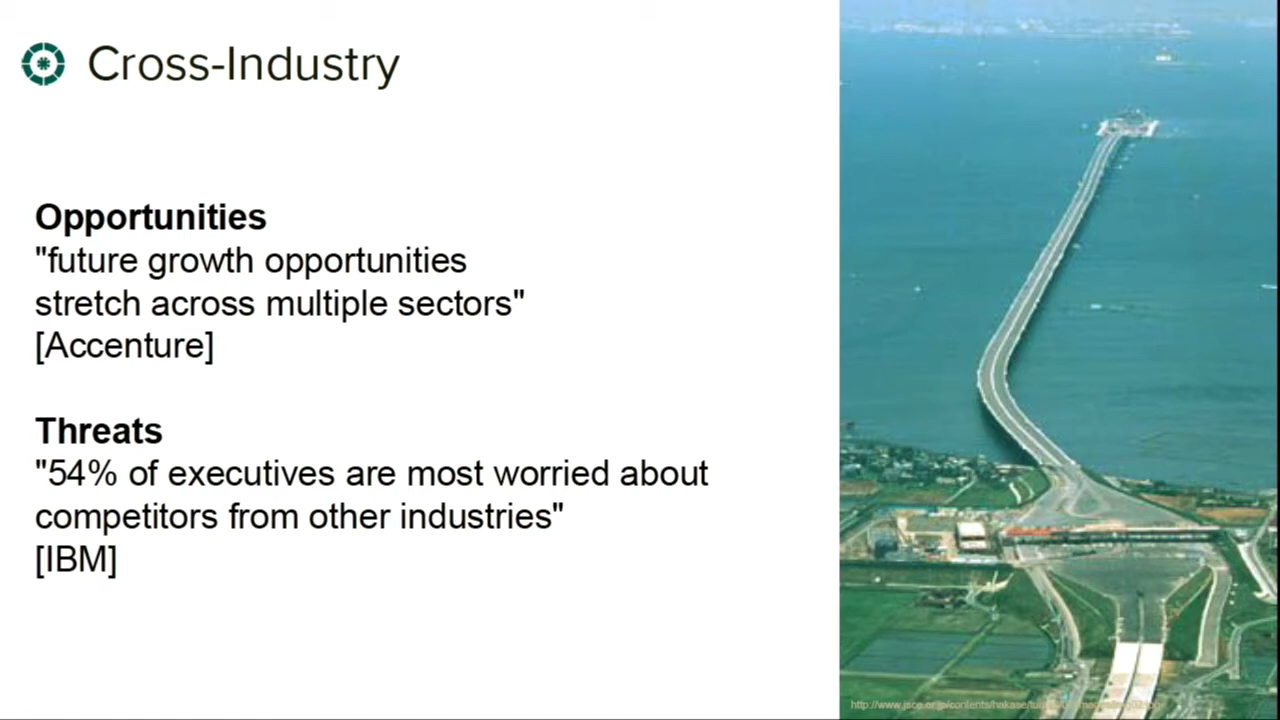 Cross-Industry
Opportunities
"future growth opportunities
stretch across multiple sectors"
[Accenture]
Threats
"54% of executives are most worried about
competitors from other industries"
[IBM]